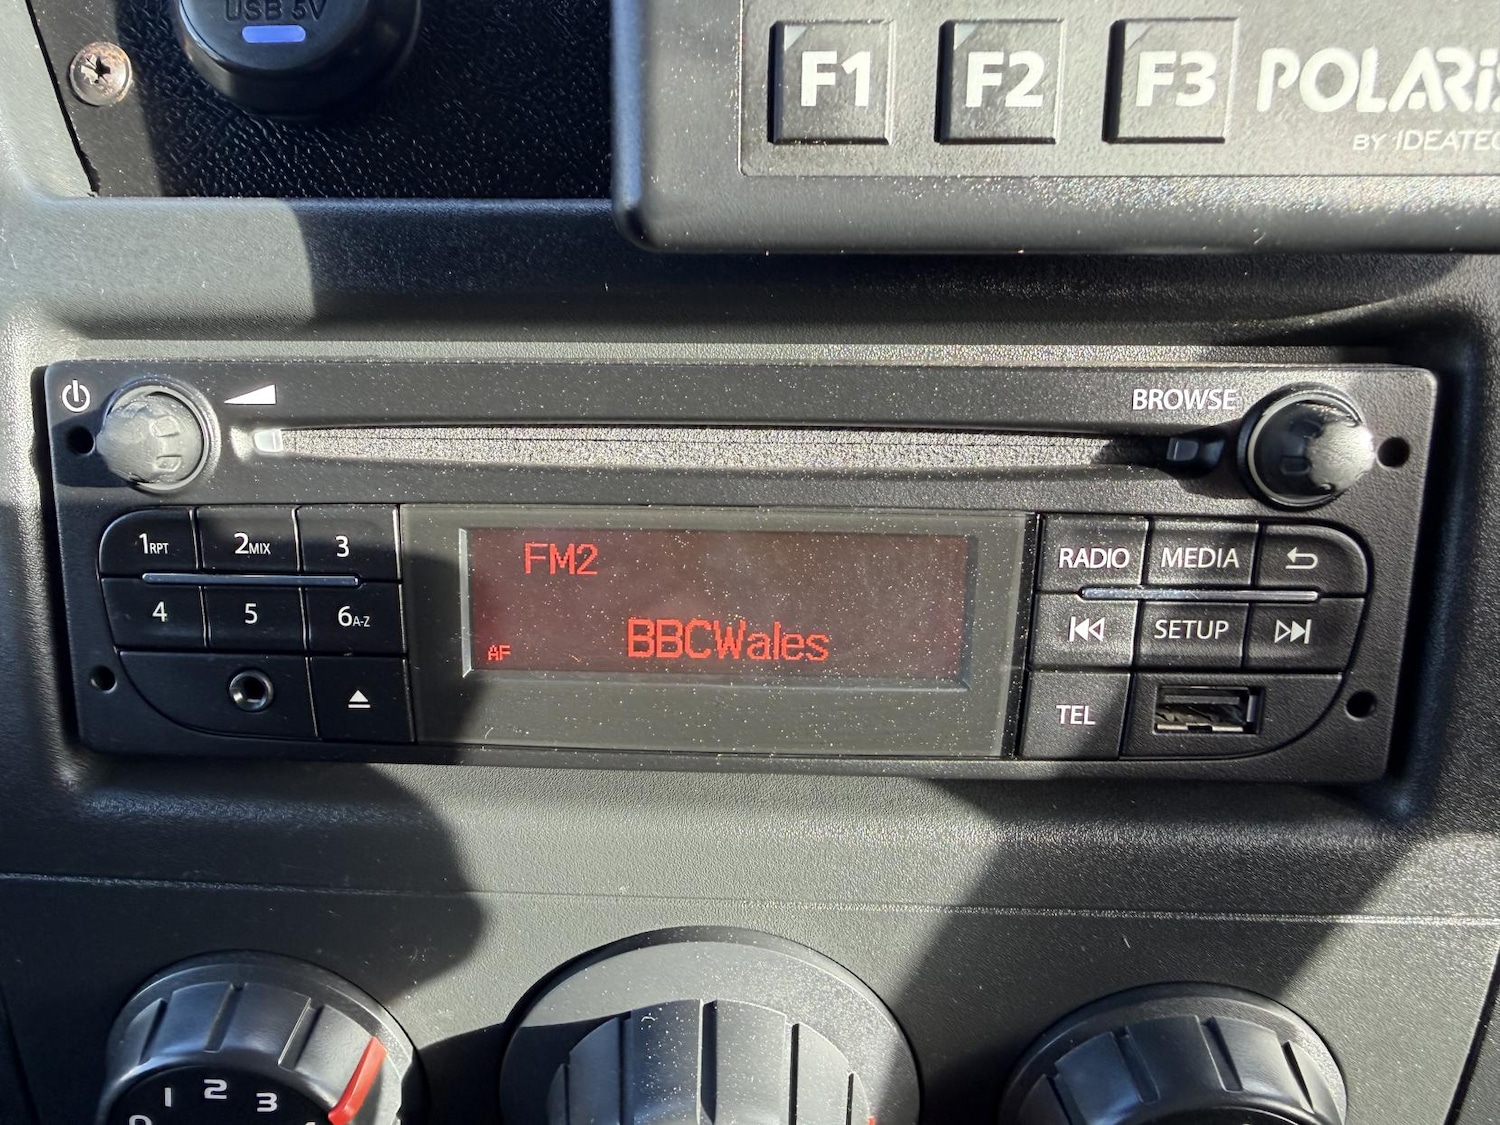 USB 5V
F1 F2 F3 POLARiS
BY IDEATEC
BROWSE
1RPT 2MIX 3
4 5 6A-Z
FM2
AF BBCWales
RADIO MEDIA
SETUP
TEL
0 1 2 3